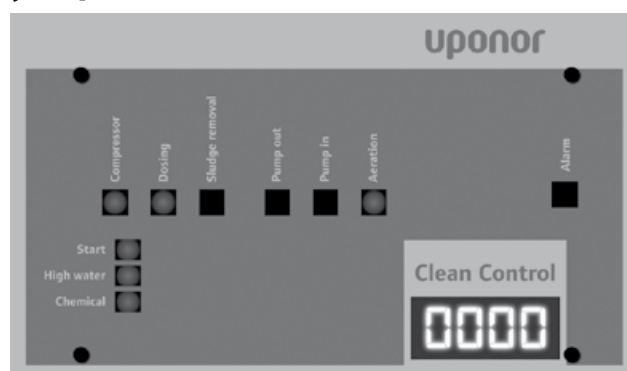 uponor
Compressor
Dosing
Sludge removal
Pump out
Pump in
Aeration
Alarm
Start
High water
Chemical
Clean Control
0000